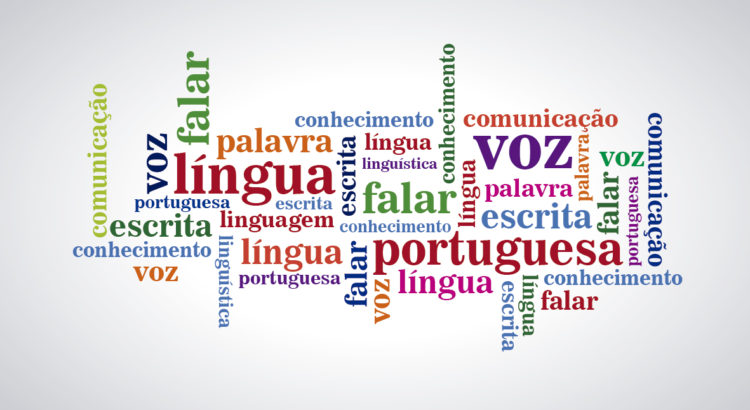 comunicação
falar
voz
palavra
conhecimento
conhecimento
comunicação
língua
língua
linguística
escrita
voz
palavra
voz
comunicação
portuguesa
escrita
falar
língua
palavra
falar
portuguesa
escrita
linguagem
conhecimento
escrita
conhecimento
linguística
língua
falar
portuguesa
voz
portuguesa
voz
língua
escrita
língua
conhecimento
falar